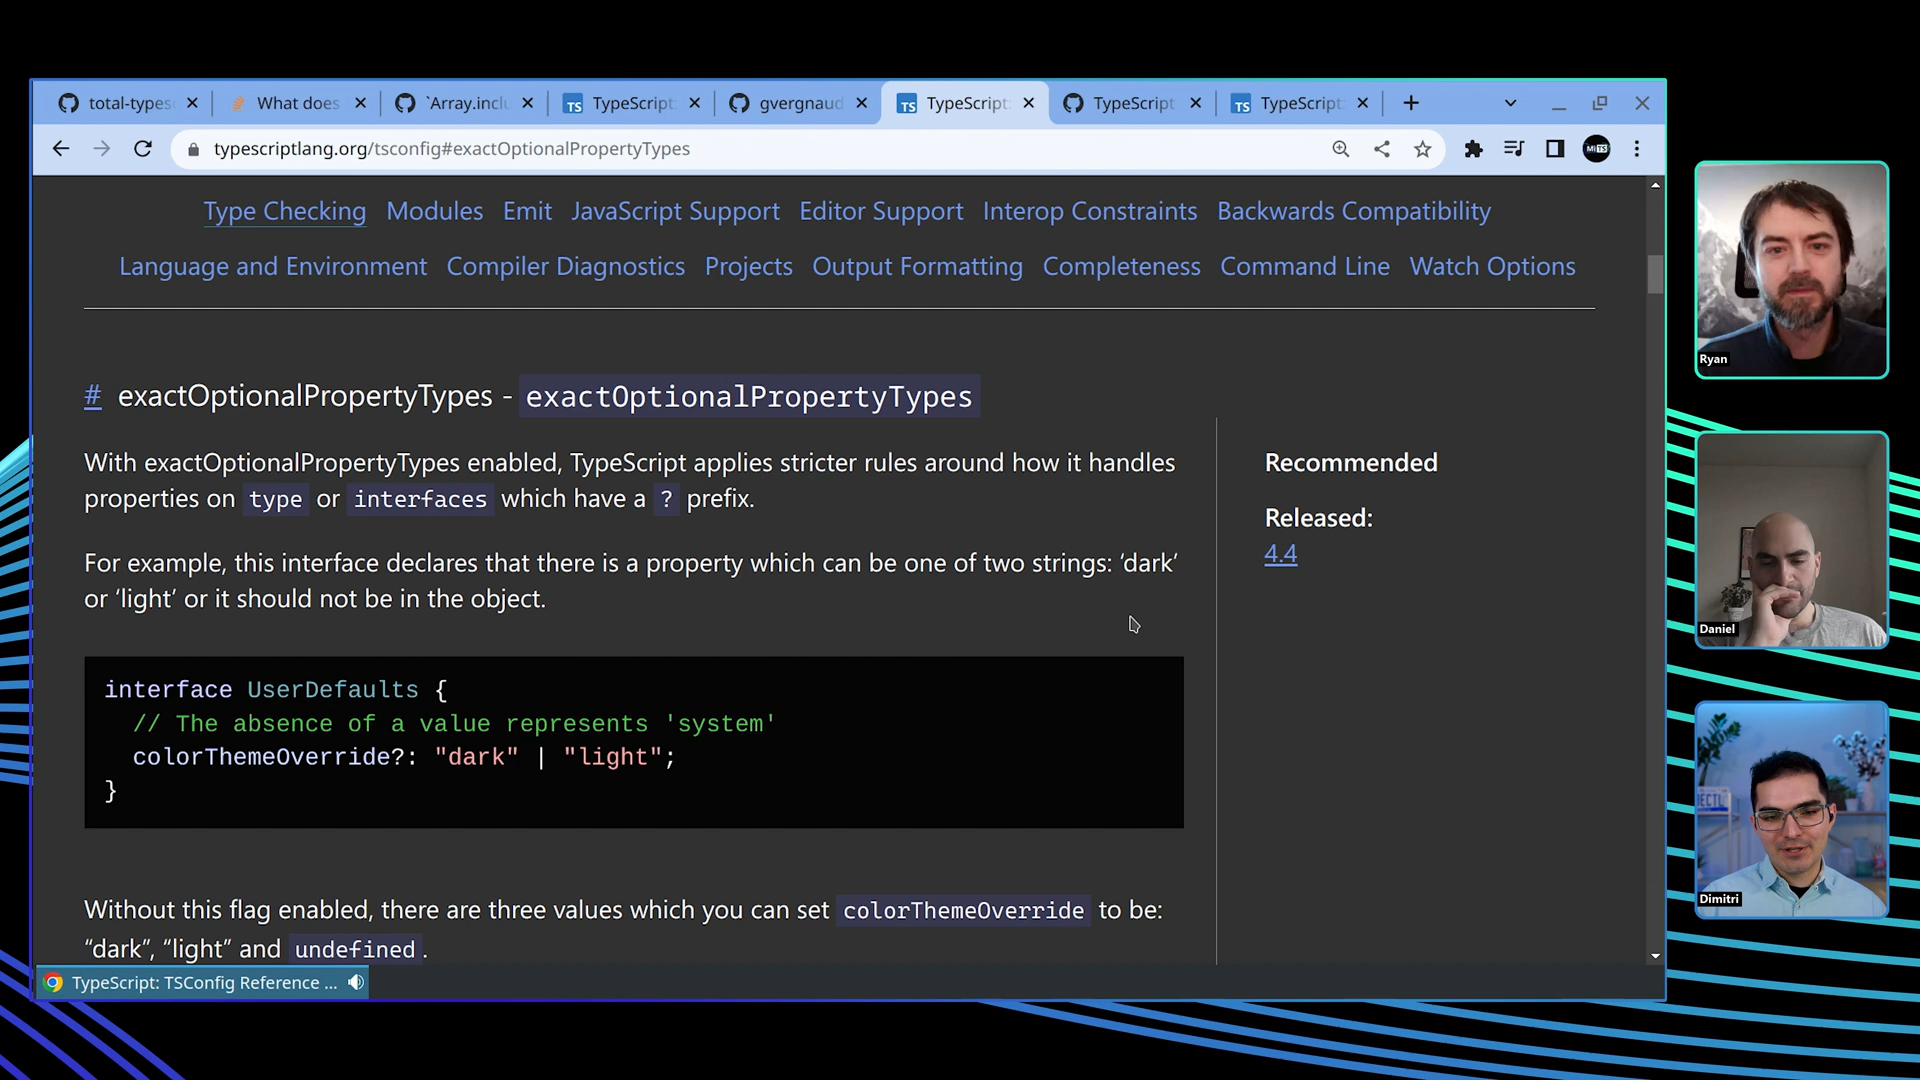 total-types
What does
`Array.inclu
TypeScript:
gvergnaud
TypeScript:
TypeScript
TypeScript:
typescriptlang.org/tsconfig#exactOptionalPropertyTypes
MiTS
Type Checking Modules Emit JavaScript Support Editor Support Interop Constraints Backwards Compatibility
Language and Environment Compiler Diagnostics Projects Output Formatting Completeness Command Line Watch Options
# exactOptionalPropertyTypes - exactOptionalPropertyTypes
With exactOptionalPropertyTypes enabled, TypeScript applies stricter rules around how it handles
properties on type or interfaces which have a ? prefix.
For example, this interface declares that there is a property which can be one of two strings: ‘dark’
or ‘light’ or it should not be in the object.
interface UserDefaults {
// The absence of a value represents 'system'
colorThemeOverride?: "dark" | "light";
}
Without this flag enabled, there are three values which you can set colorThemeOverride to be:
“dark”, “light” and undefined.
Recommended
Released:
4.4
TypeScript: TSConfig Reference ...
Ryan
Daniel
Dimitri